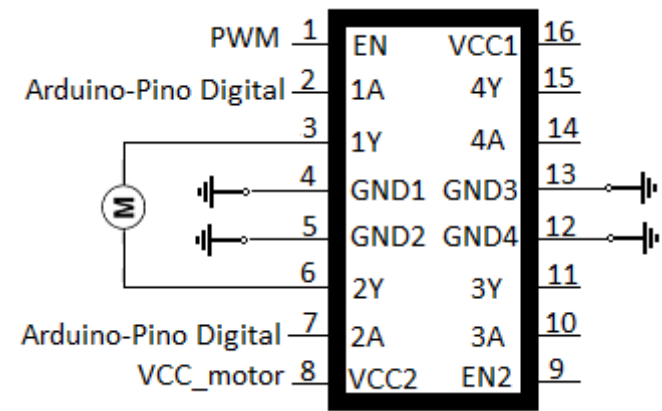 PWM 1 EN VCC1 16
Arduino-Pino Digital 2 1A 4Y 15
3 1Y 4A 14
4 GND1 GND3 13
M
5 GND2 GND4 12
6 2Y 3Y 11
Arduino-Pino Digital 7 2A 3A 10
VCC_motor 8 VCC2 EN2 9